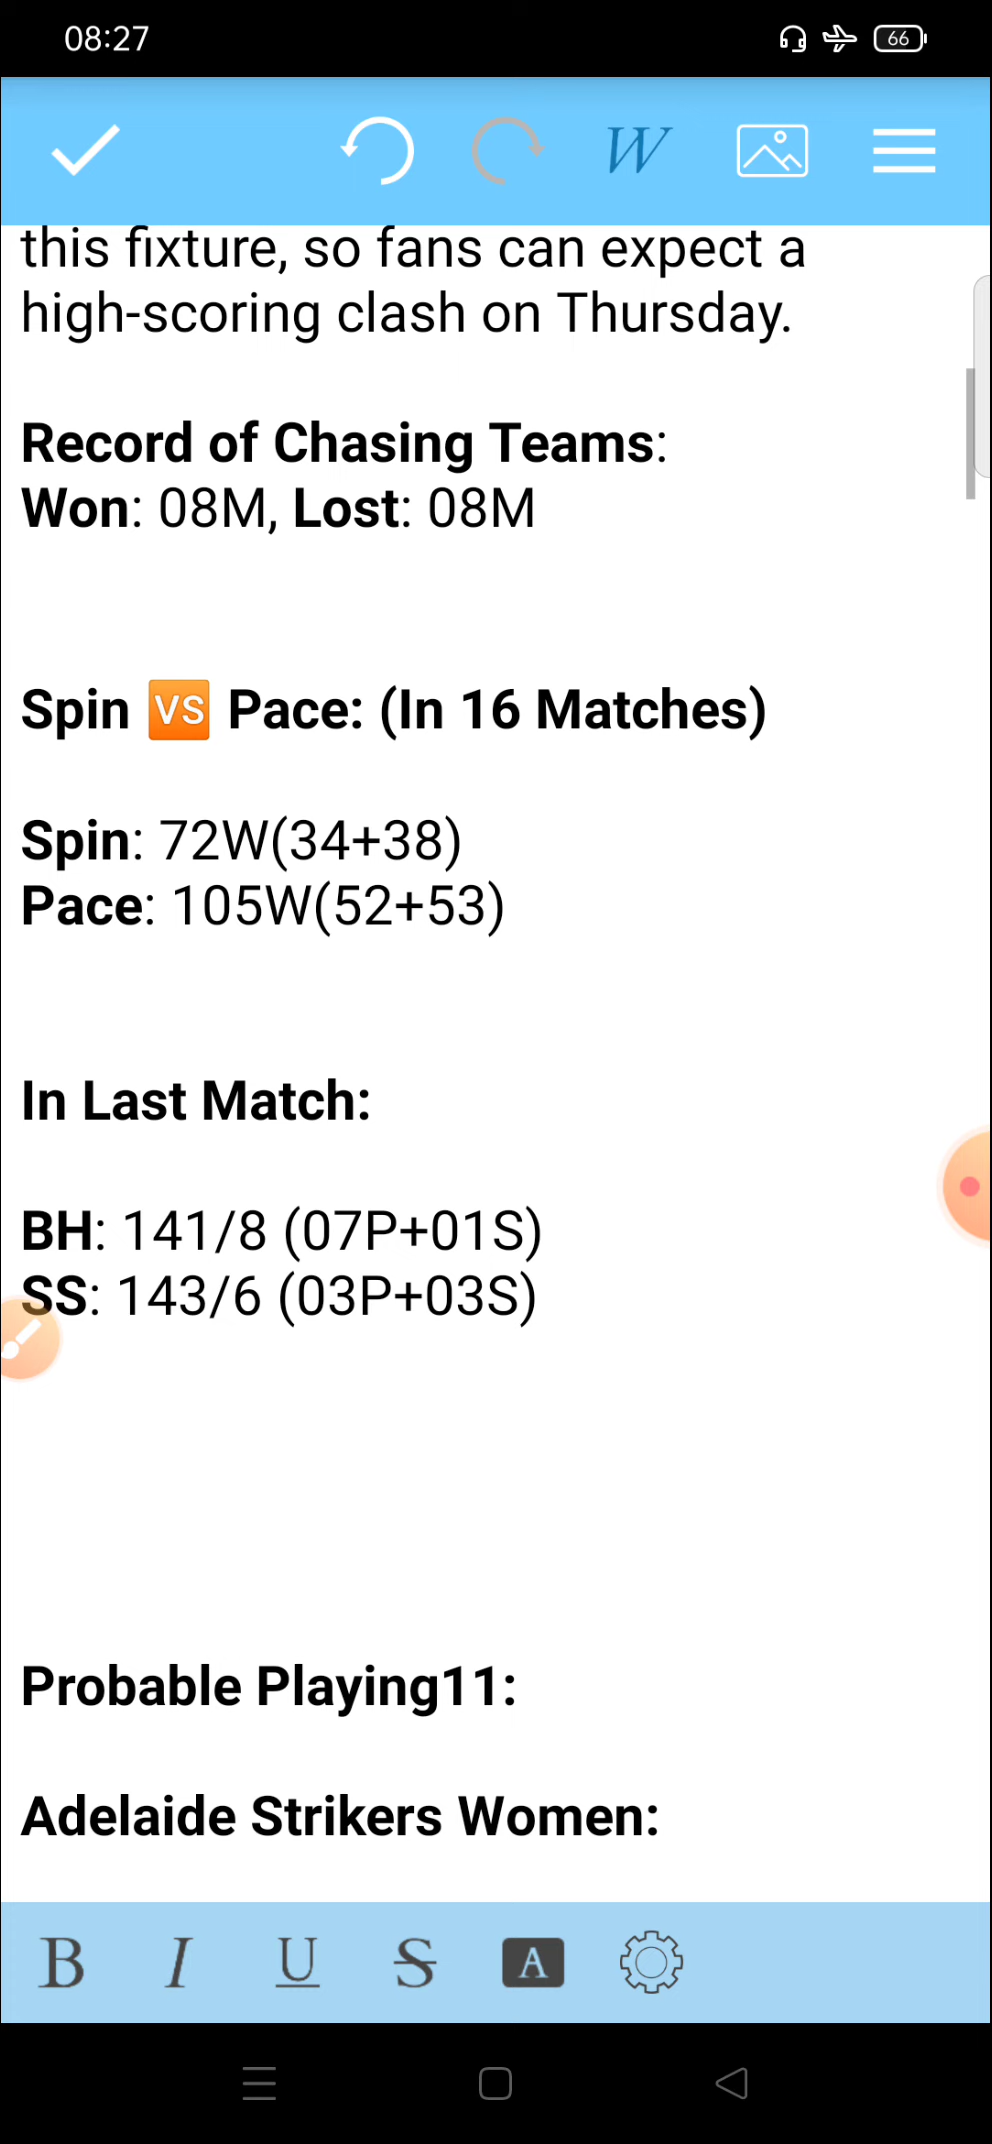 08:27
66
W
this fixture, so fans can expect a
high-scoring clash on Thursday.
Record of Chasing Teams:
Won: 08M, Lost: 08M
Spin 🆚 Pace: (In 16 Matches)
Spin: 72W(34+38)
Pace: 105W(52+53)
In Last Match:
BH: 141/8 (07P+01S)
SS: 143/6 (03P+03S)
Probable Playing11:
Adelaide Strikers Women:
B I U S A